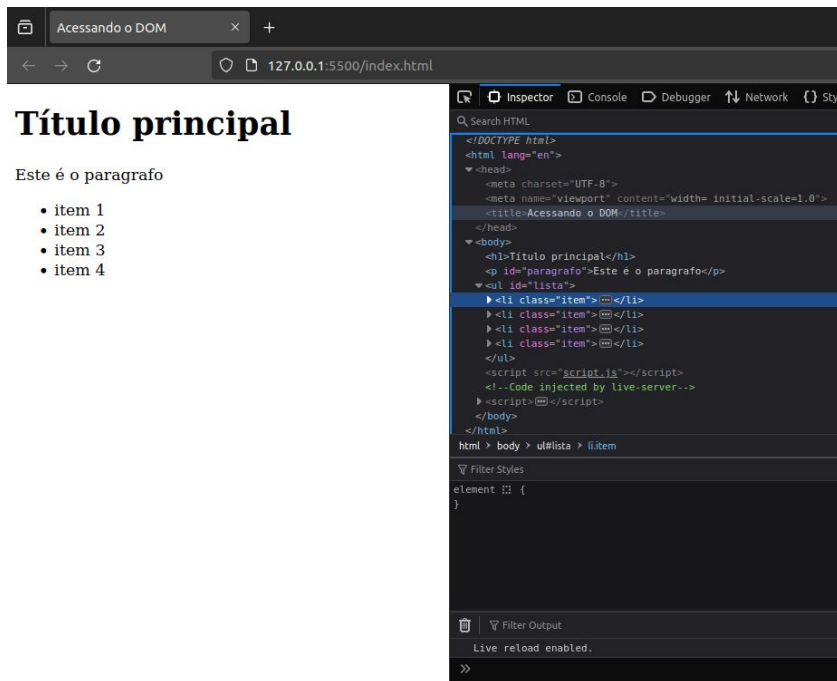 Acessando o DOM
127.0.0.1:5500/index.html
Título principal
Este é o paragrafo
• item 1
• item 2
• item 3
• item 4
Inspector Console Debugger Network {} Sty
Search HTML
<!DOCTYPE html>
<html lang="en">
<head>
<meta charset="UTF-8">
<meta name="viewport" content="width= initial-scale=1.0">
<title>Acessando o DOM</title>
</head>
<body>
<h1>Título principal</h1>
<p id="paragrafo">Este é o paragrafo</p>
<ul id="lista">
<li class="item"></li>
<li class="item"></li>
<li class="item"></li>
<li class="item"></li>
</ul>
<script src="script.js"></script>
<!--Code injected by live-server-->
<script></script>
</body>
</html>
html > body > ul#lista > li.item
Filter Styles
element {
}
Filter Output
Live reload enabled.
»